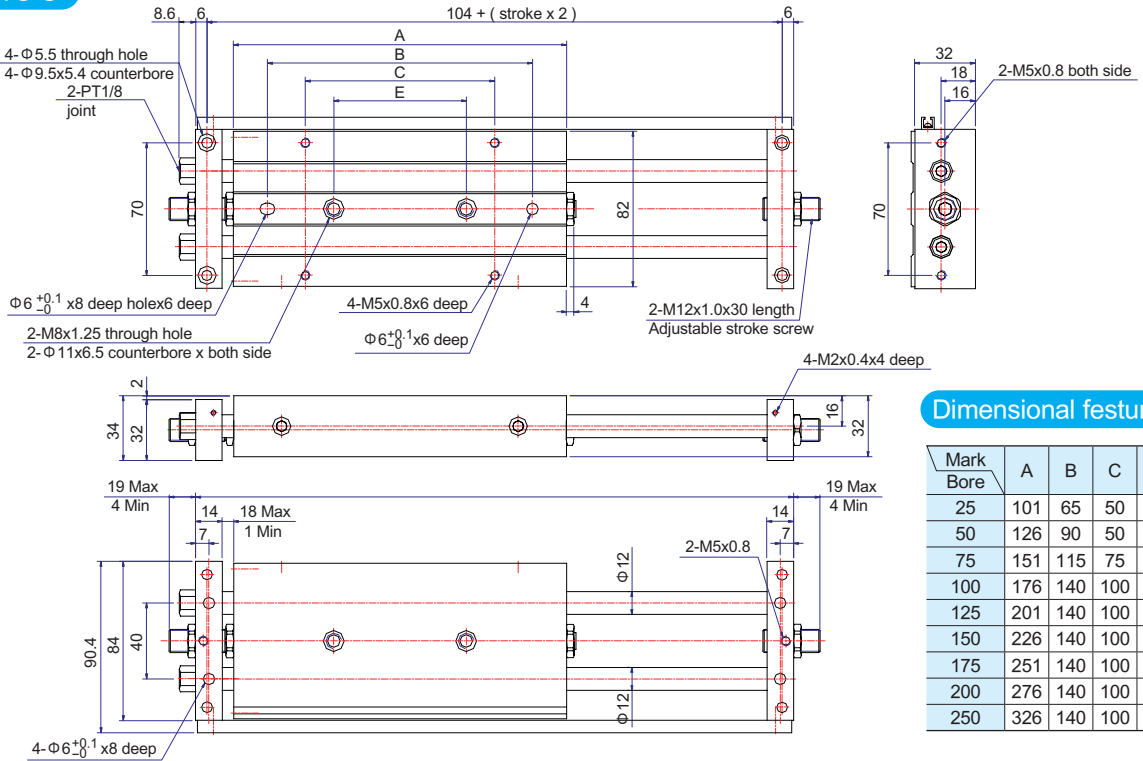 8.6
6
104 + ( stroke x 2 )
6
A
B
C
E
4-Φ5.5 through hole
4-Φ9.5x5.4 counterbore
2-PT1/8
joint
70
82
32
18
16
2-M5x0.8 both side
70
Φ6 +0.1 -0 x8 deep holex6 deep
2-M8x1.25 through hole
2-Φ11x6.5 counterbore x both side
4-M5x0.8x6 deep
Φ6 +0.1 -0 x6 deep
4
2-M12x1.0x30 length
Adjustable stroke screw
4-M2x0.4x4 deep
2
34
32
16
32
19 Max
4 Min
14
18 Max
1 Min
7
19 Max
4 Min
14
7
2-M5x0.8
Φ12
Φ12
90.4
84
40
4-Φ6 +0.1 -0 x8 deep
Dimensional festur
Mark
Bore
A B C
25 101 65 50
50 126 90 50
75 151 115 75
100 176 140 100
125 201 140 100
150 226 140 100
175 251 140 100
200 276 140 100
250 326 140 100